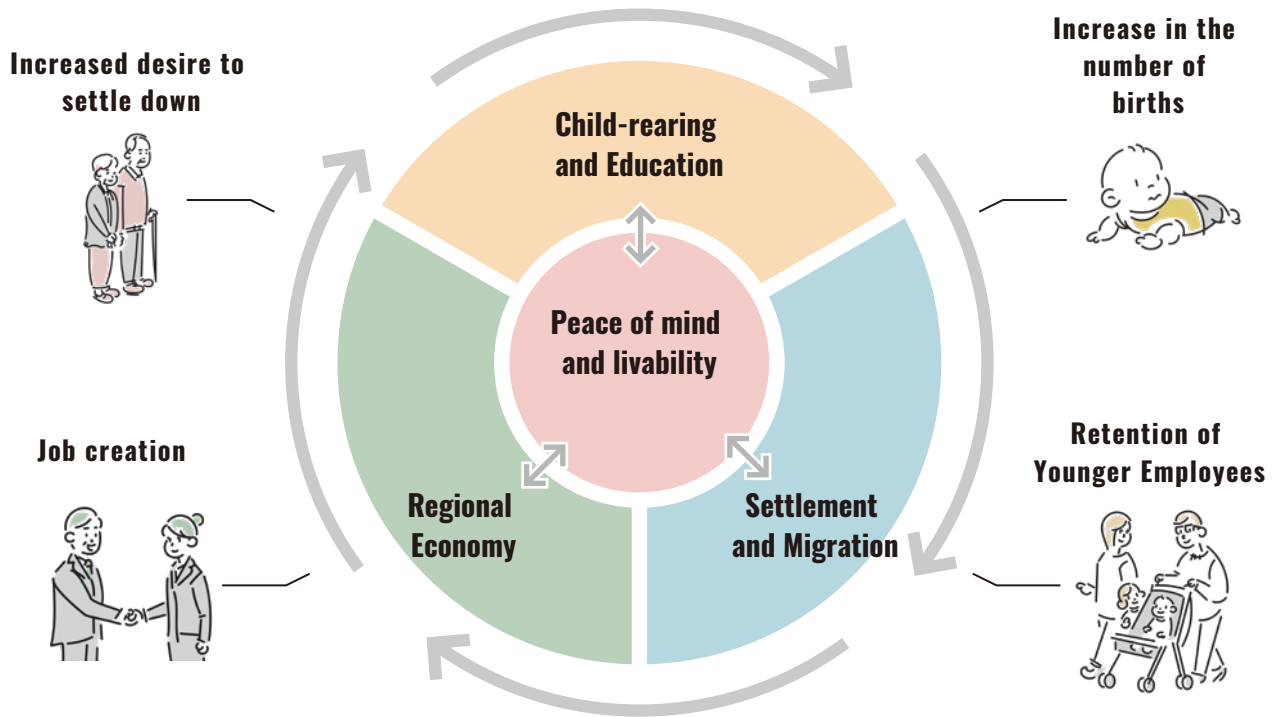 Increased desire to
settle down
Increase in the
number of
births
Child-rearing
and Education
Peace of mind
and livability
Job creation
Retention of
Younger Employees
Regional
Economy
Settlement
and Migration